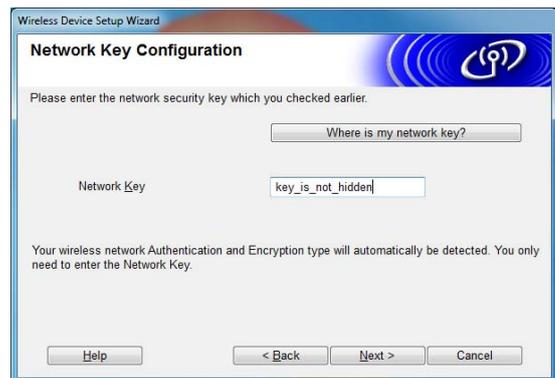 Wireless Device Setup Wizard
Network Key Configuration
Please enter the network security key which you checked earlier.
Where is my network key?
Network Key
key_is_not_hidden
Your wireless network Authentication and Encryption type will automatically be detected. You only
need to enter the Network Key.
Help
< Back
Next >
Cancel